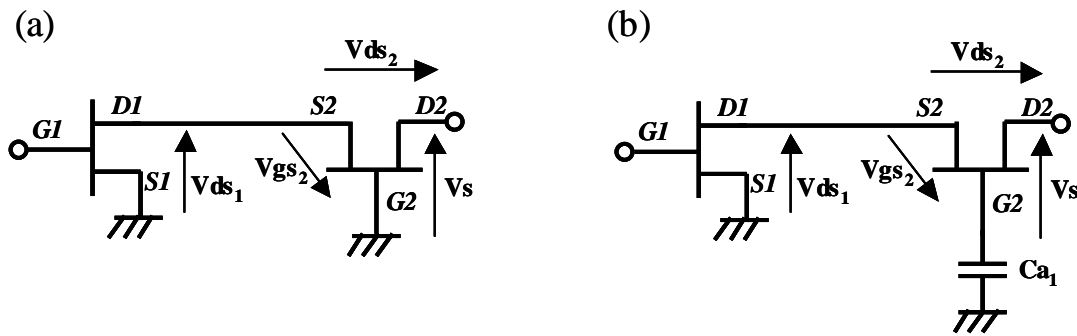 (a)
Vds2
D1
S2
D2
G1
S1
Vds1
Vgs2
G2
Vs
(b)
Vds2
D1
S2
D2
G1
S1
Vds1
Vgs2
G2
Vs
Ca1